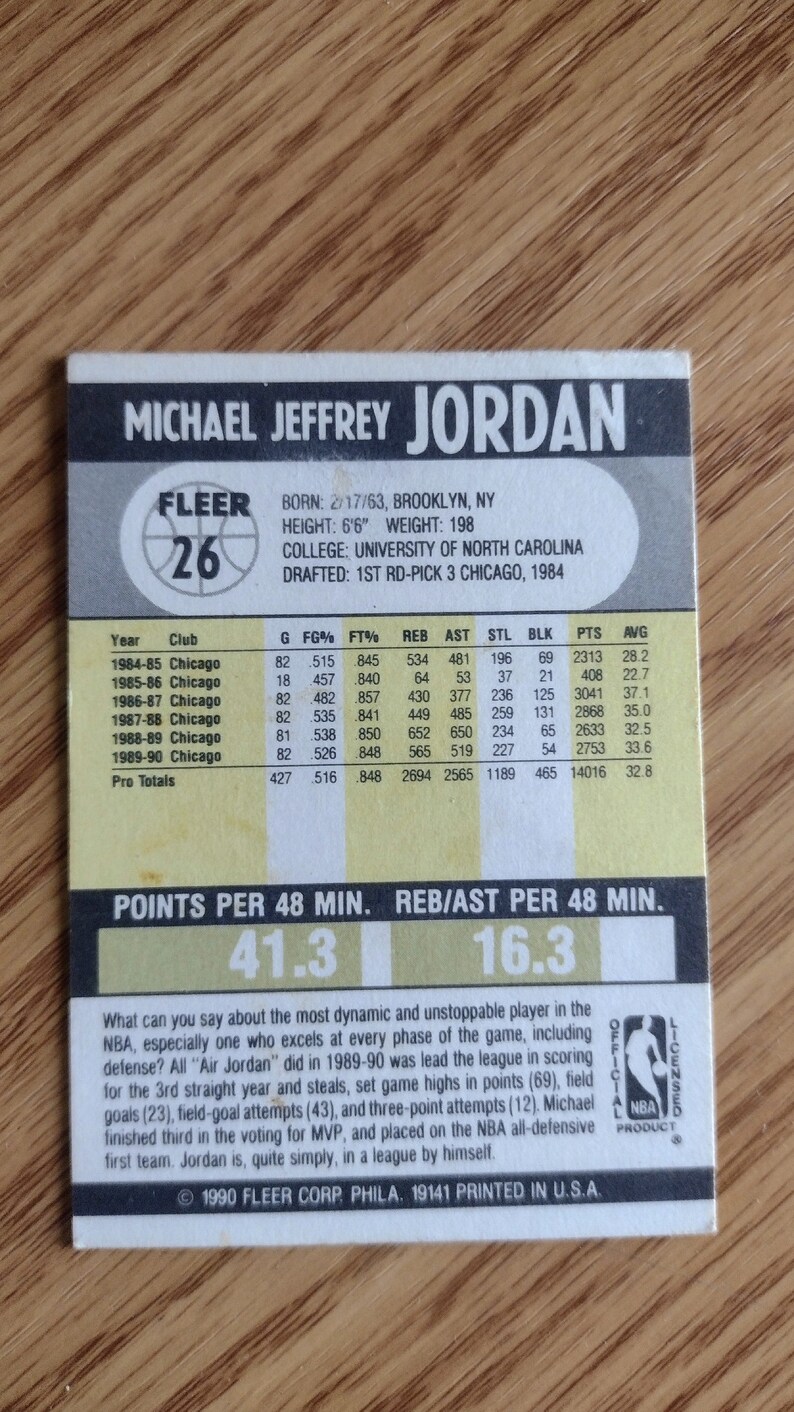 MICHAEL JEFFREY JORDAN
FLEER
26
BORN: 2/17/63, BROOKLYN, NY
HEIGHT: 6'6" WEIGHT: 198
COLLEGE: UNIVERSITY OF NORTH CAROLINA
DRAFTED: 1ST RD-PICK 3 CHICAGO, 1984
Year Club G FG% FT% REB AST STL BLK PTS AVG
1984-85 Chicago 82 .515 .845 534 481 196 69 2313 28.2
1985-86 Chicago 18 .457 .840 64 53 37 21 408 22.7
1986-87 Chicago 82 .482 .857 430 377 236 125 3041 37.1
1987-88 Chicago 82 .535 .841 449 485 259 131 2868 35.0
1988-89 Chicago 81 .538 .850 652 650 234 65 2633 32.5
1989-90 Chicago 82 .526 .848 565 519 227 54 2753 33.6
Pro Totals 427 .516 .848 2694 2565 1189 465 14016 32.8
POINTS PER 48 MIN. REB/AST PER 48 MIN.
41.3 16.3
What can you say about the most dynamic and unstoppable player in the
NBA, especially one who excels at every phase of the game, including
defense? All "Air Jordan" did in 1989-90 was lead the league in scoring
for the 3rd straight year and steals, set game highs in points (69), field
goals (23), field-goal attempts (43), and three-point attempts (12). Michael
finished third in the voting for MVP, and placed on the NBA all-defensive
first team. Jordan is, quite simply, in a league by himself.
OFFICIAL
LICENSED
NBA
PRODUCT ®
© 1990 FLEER CORP. PHILA. 19141 PRINTED IN U.S.A.